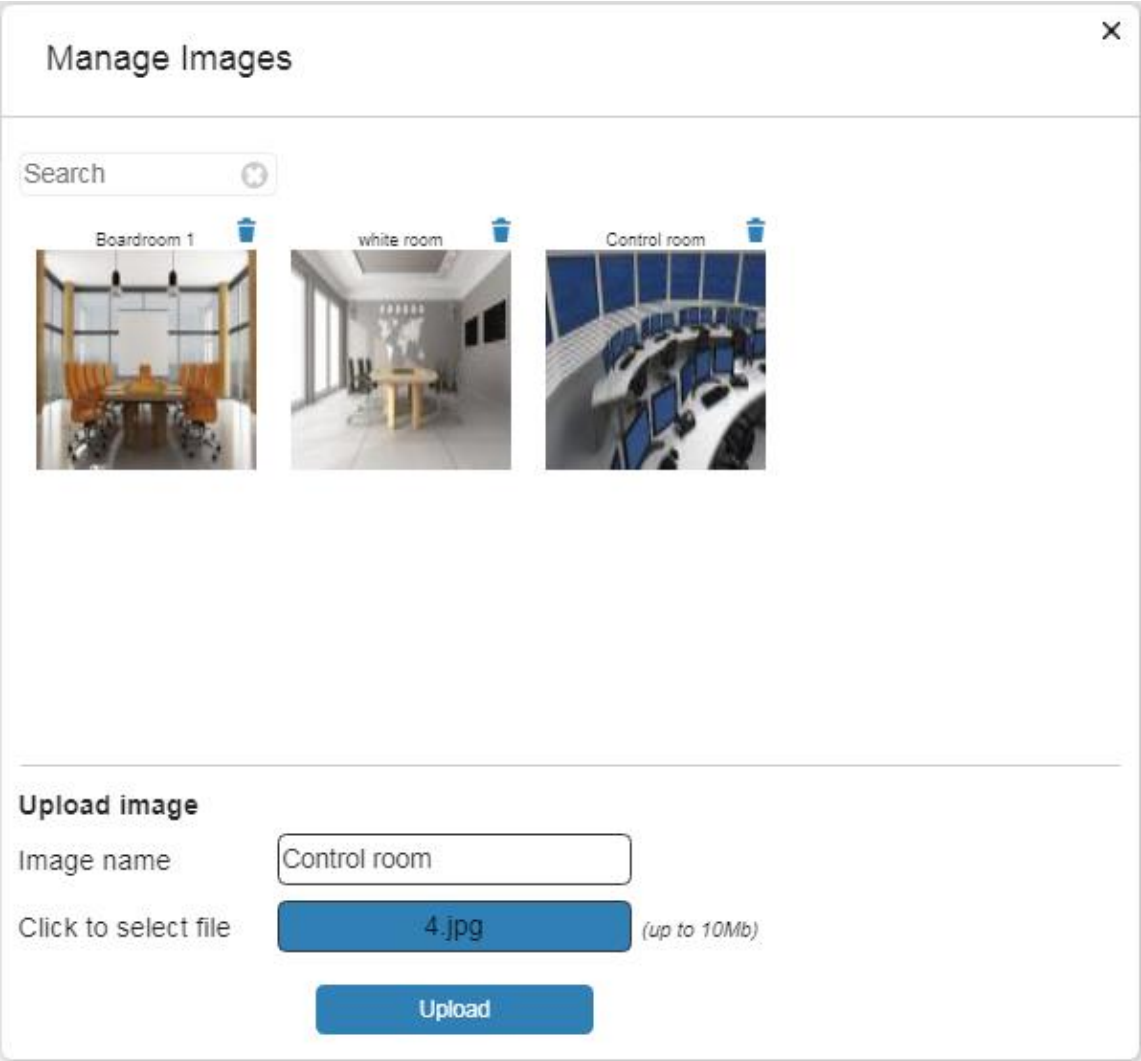 Manage Images
Search
Boardroom 1
white room
Control room
Upload image
Image name
Control room
Click to select file
4.jpg
(up to 10Mb)
Upload